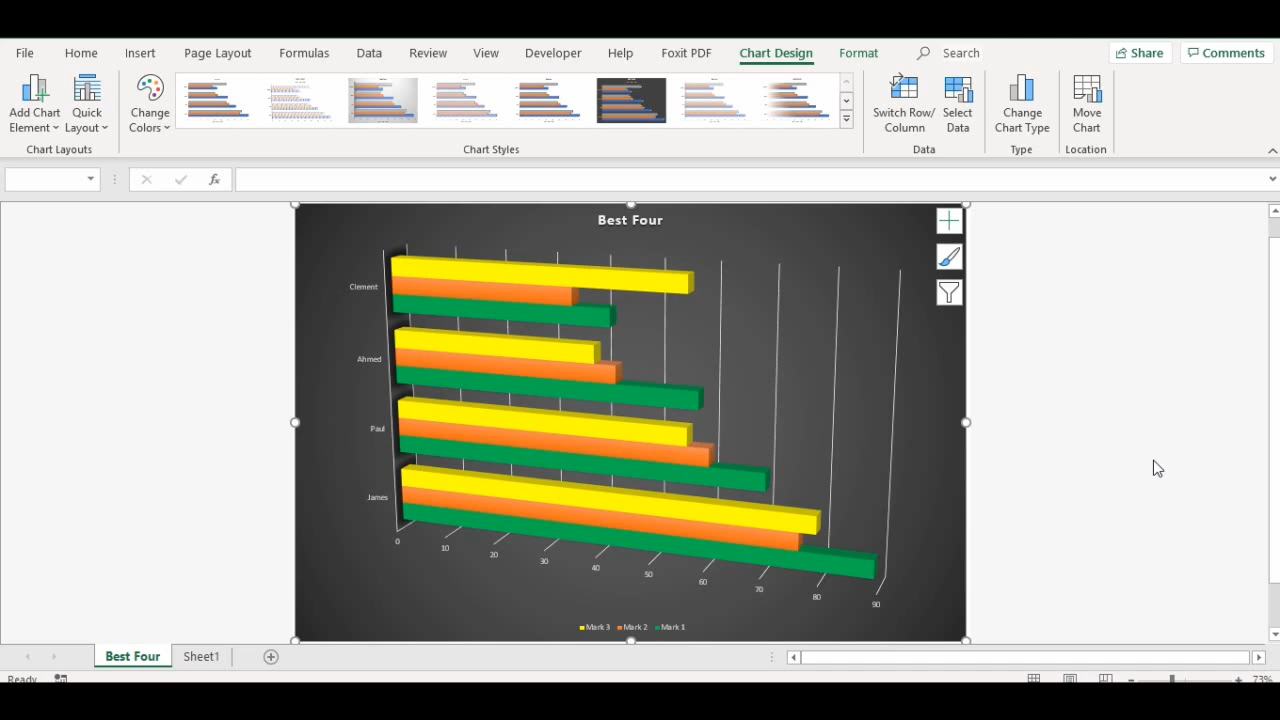 File Home Insert Page Layout Formulas Data Review View Developer Help Foxit PDF Chart Design Format Search Share Comments
Add Chart Element Quick Layout Change Colors Switch Row/ Column Select Data Change Chart Type Move Chart
Chart Layouts Chart Styles Data Type Location
fx
Best Four
Clement
Ahmed
Paul
James
0 10 20 30 40 50 60 70 80 90
Mark 3 Mark 2 Mark 1
Best Four Sheet1
Ready 73%